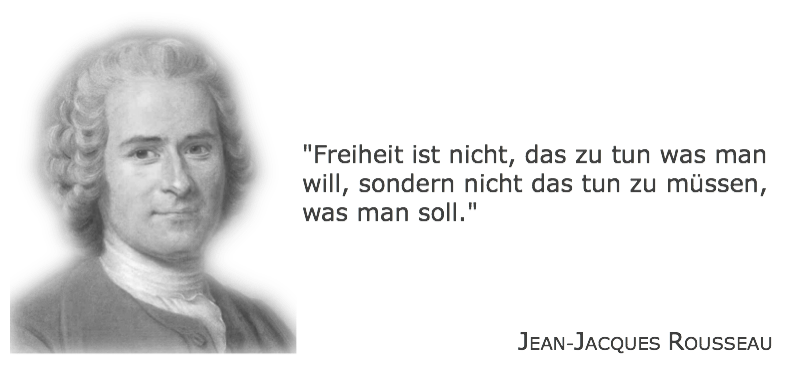 "Freiheit ist nicht, das zu tun was man
will, sondern nicht das tun zu müssen,
was man soll."
JEAN-JACQUES ROUSSEAU